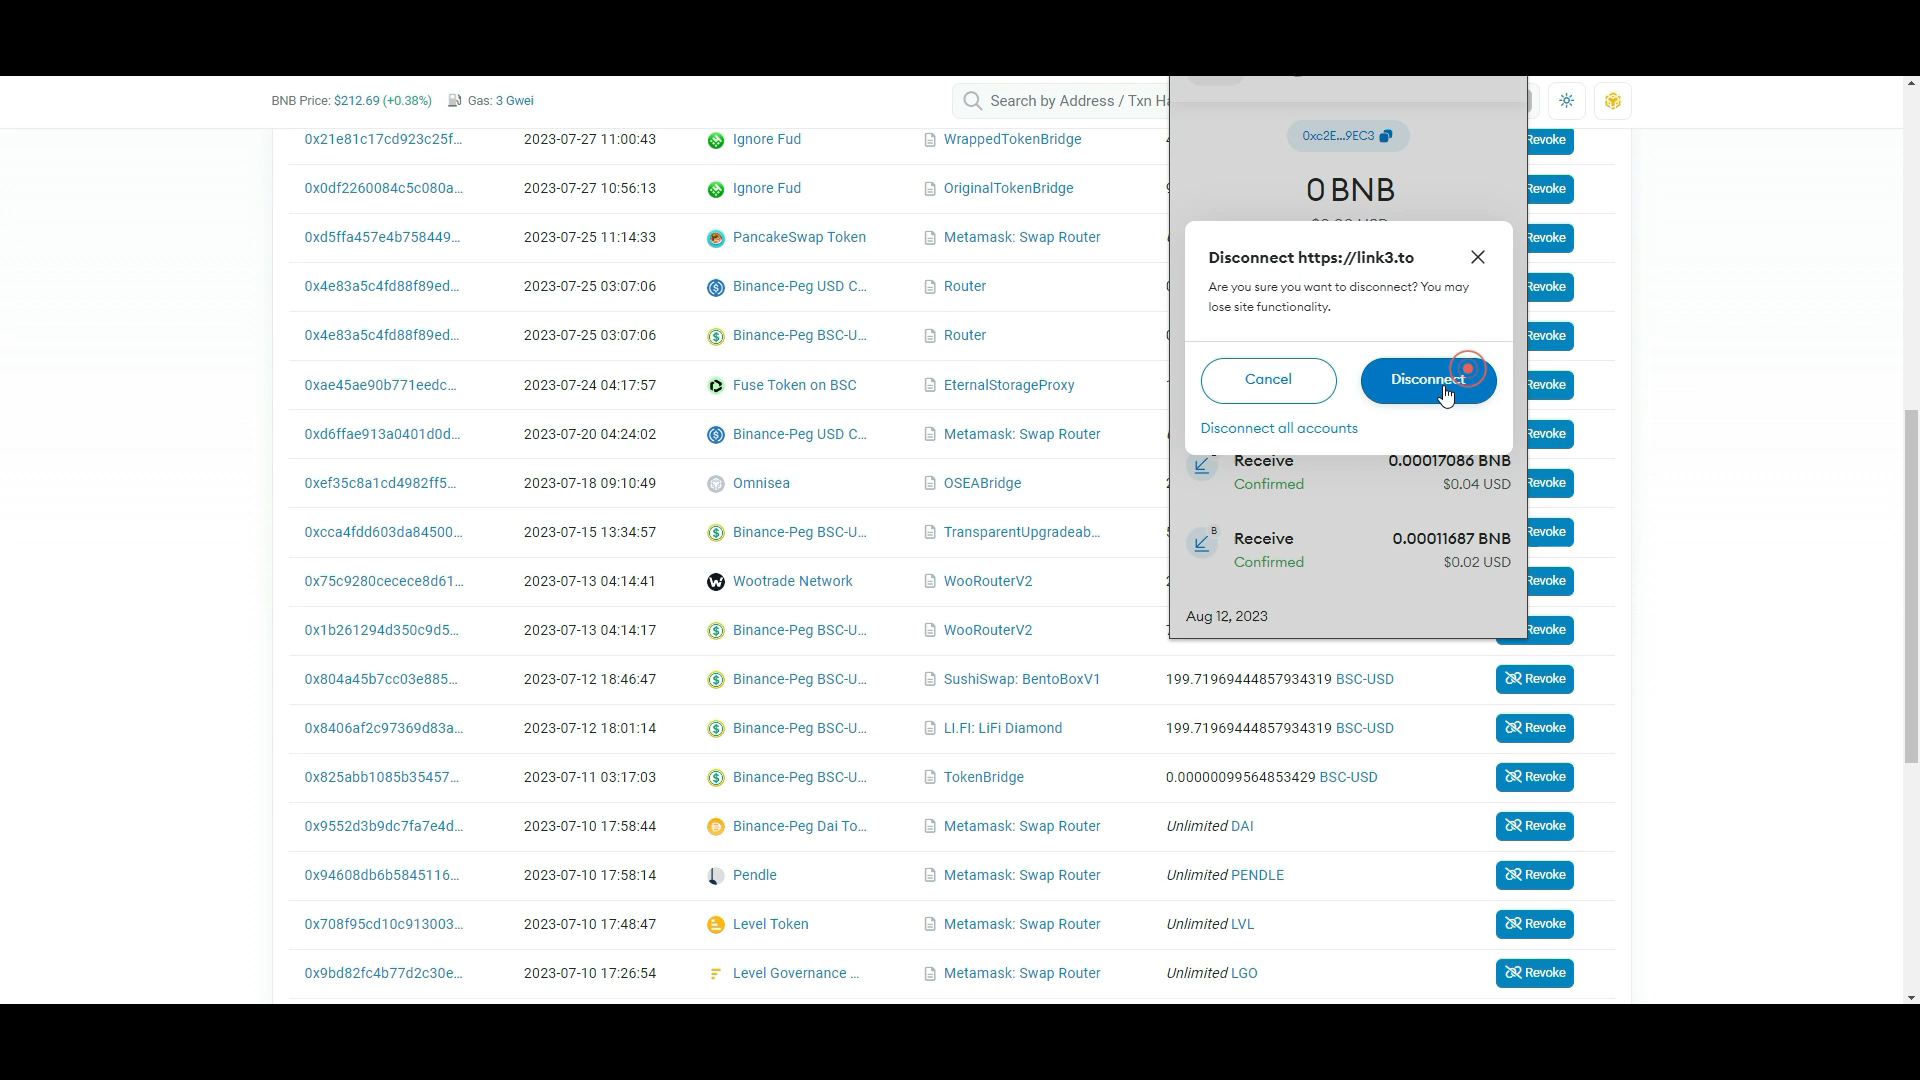 BNB Price: $212.69 (+0.38%) Gas: 3 Gwei
Search by Address / Txn Ha
0x21e81c17cd923c25f... 2023-07-27 11:00:43 Ignore Fud WrappedTokenBridge Revoke
0x0df2260084c5c080a... 2023-07-27 10:56:13 Ignore Fud OriginalTokenBridge Revoke
0xd5ffa457e4b758449... 2023-07-25 11:14:33 PancakeSwap Token Metamask: Swap Router Revoke
0x4e83a5c4fd88f89ed... 2023-07-25 03:07:06 Binance-Peg USD C... Router Revoke
0x4e83a5c4fd88f89ed... 2023-07-25 03:07:06 Binance-Peg BSC-U... Router Revoke
0xae45ae90b771eedc... 2023-07-24 04:17:57 Fuse Token on BSC EternalStorageProxy Revoke
0xd6ffae913a0401d0d... 2023-07-20 04:24:02 Binance-Peg USD C... Metamask: Swap Router Revoke
0xef35c8a1cd4982ff5... 2023-07-18 09:10:49 Omnisea OSEABridge Revoke
0xcca4fdd603da84500... 2023-07-15 13:34:57 Binance-Peg BSC-U... TransparentUpgradeab... Revoke
0x75c9280cecece8d61... 2023-07-13 04:14:41 Wootrade Network WooRouterV2 Revoke
0x1b261294d350c9d5... 2023-07-13 04:14:17 Binance-Peg BSC-U... WooRouterV2 Revoke
0x804a45b7cc03e885... 2023-07-12 18:46:47 Binance-Peg BSC-U... SushiSwap: BentoBoxV1 199.71969444857934319 BSC-USD Revoke
0x8406af2c97369d83a... 2023-07-12 18:01:14 Binance-Peg BSC-U... LI.FI: LiFi Diamond 199.71969444857934319 BSC-USD Revoke
0x825abb1085b35457... 2023-07-11 03:17:03 Binance-Peg BSC-U... TokenBridge 0.00000099564853429 BSC-USD Revoke
0x9552d3b9dc7fa7e4d... 2023-07-10 17:58:44 Binance-Peg Dai To... Metamask: Swap Router Unlimited DAI Revoke
0x94608db6b5845116... 2023-07-10 17:58:14 Pendle Metamask: Swap Router Unlimited PENDLE Revoke
0x708f95cd10c913003... 2023-07-10 17:48:47 Level Token Metamask: Swap Router Unlimited LVL Revoke
0x9bd82fc4b77d2c30e... 2023-07-10 17:26:54 Level Governance ... Metamask: Swap Router Unlimited LGO Revoke
0xc2E...9EC3
0 BNB
Disconnect https://link3.to
Are you sure you want to disconnect? You may
lose site functionality.
Cancel Disconnect
Disconnect all accounts
Receive 0.00017086 BNB
Confirmed $0.04 USD
B
Receive 0.00011687 BNB
Confirmed $0.02 USD
Aug 12, 2023